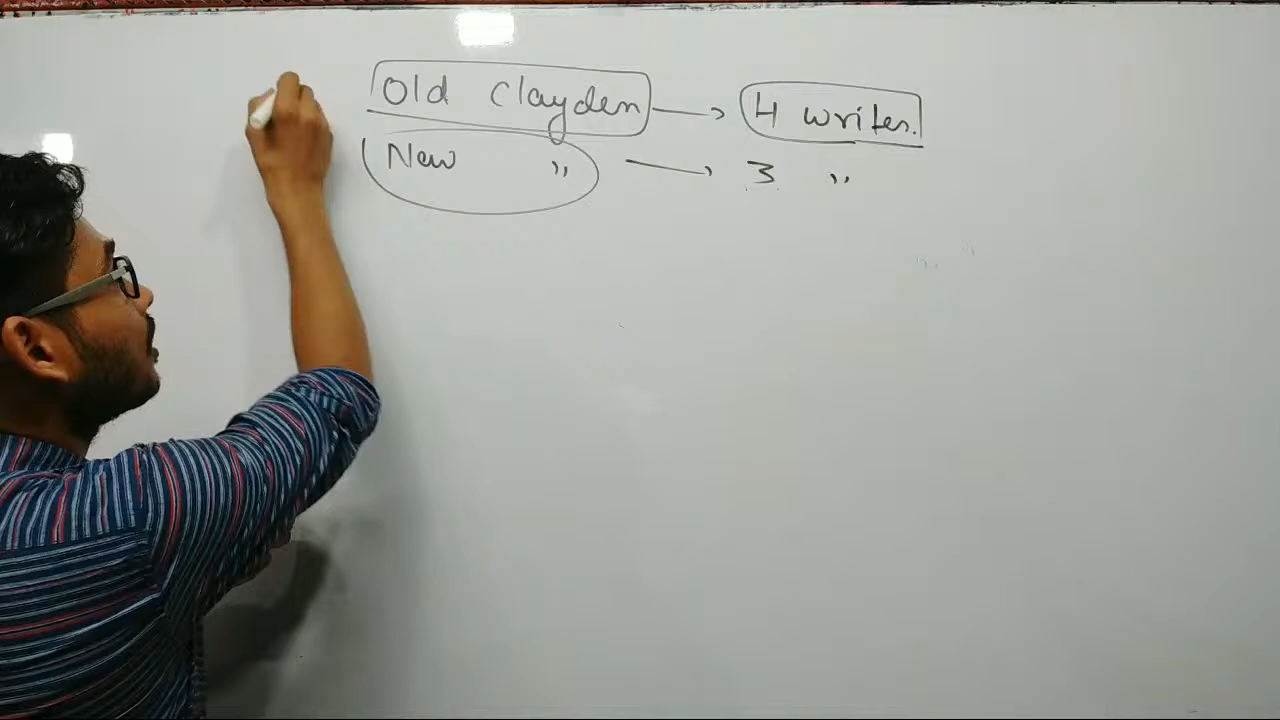 Old Clayden → 4 writer.
New " → 3 "